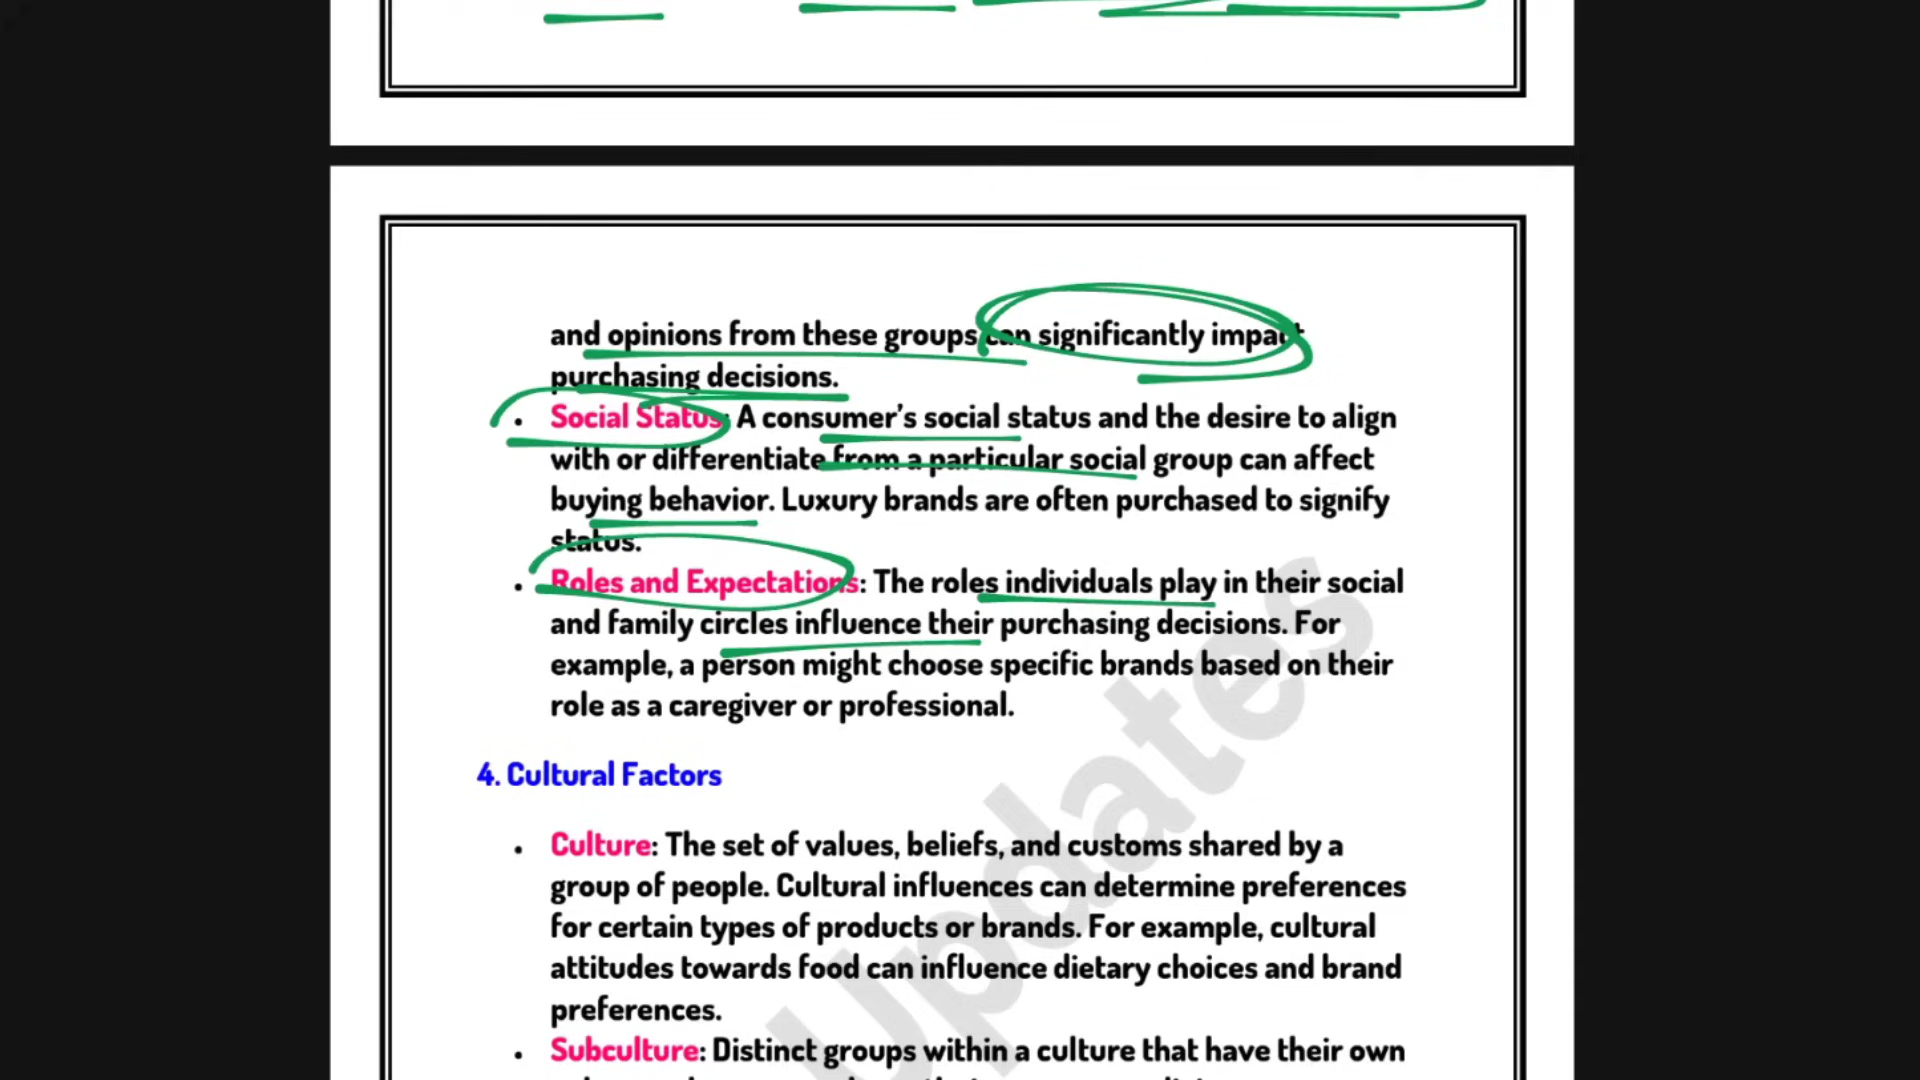 and opinions from these groups can significantly impact
purchasing decisions.
• Social Status: A consumer’s social status and the desire to align
with or differentiate from a particular social group can affect
buying behavior. Luxury brands are often purchased to signify
status.
• Roles and Expectations: The roles individuals play in their social
and family circles influence their purchasing decisions. For
example, a person might choose specific brands based on their
role as a caregiver or professional.
4. Cultural Factors
• Culture: The set of values, beliefs, and customs shared by a
group of people. Cultural influences can determine preferences
for certain types of products or brands. For example, cultural
attitudes towards food can influence dietary choices and brand
preferences.
• Subculture: Distinct groups within a culture that have their own
Updates